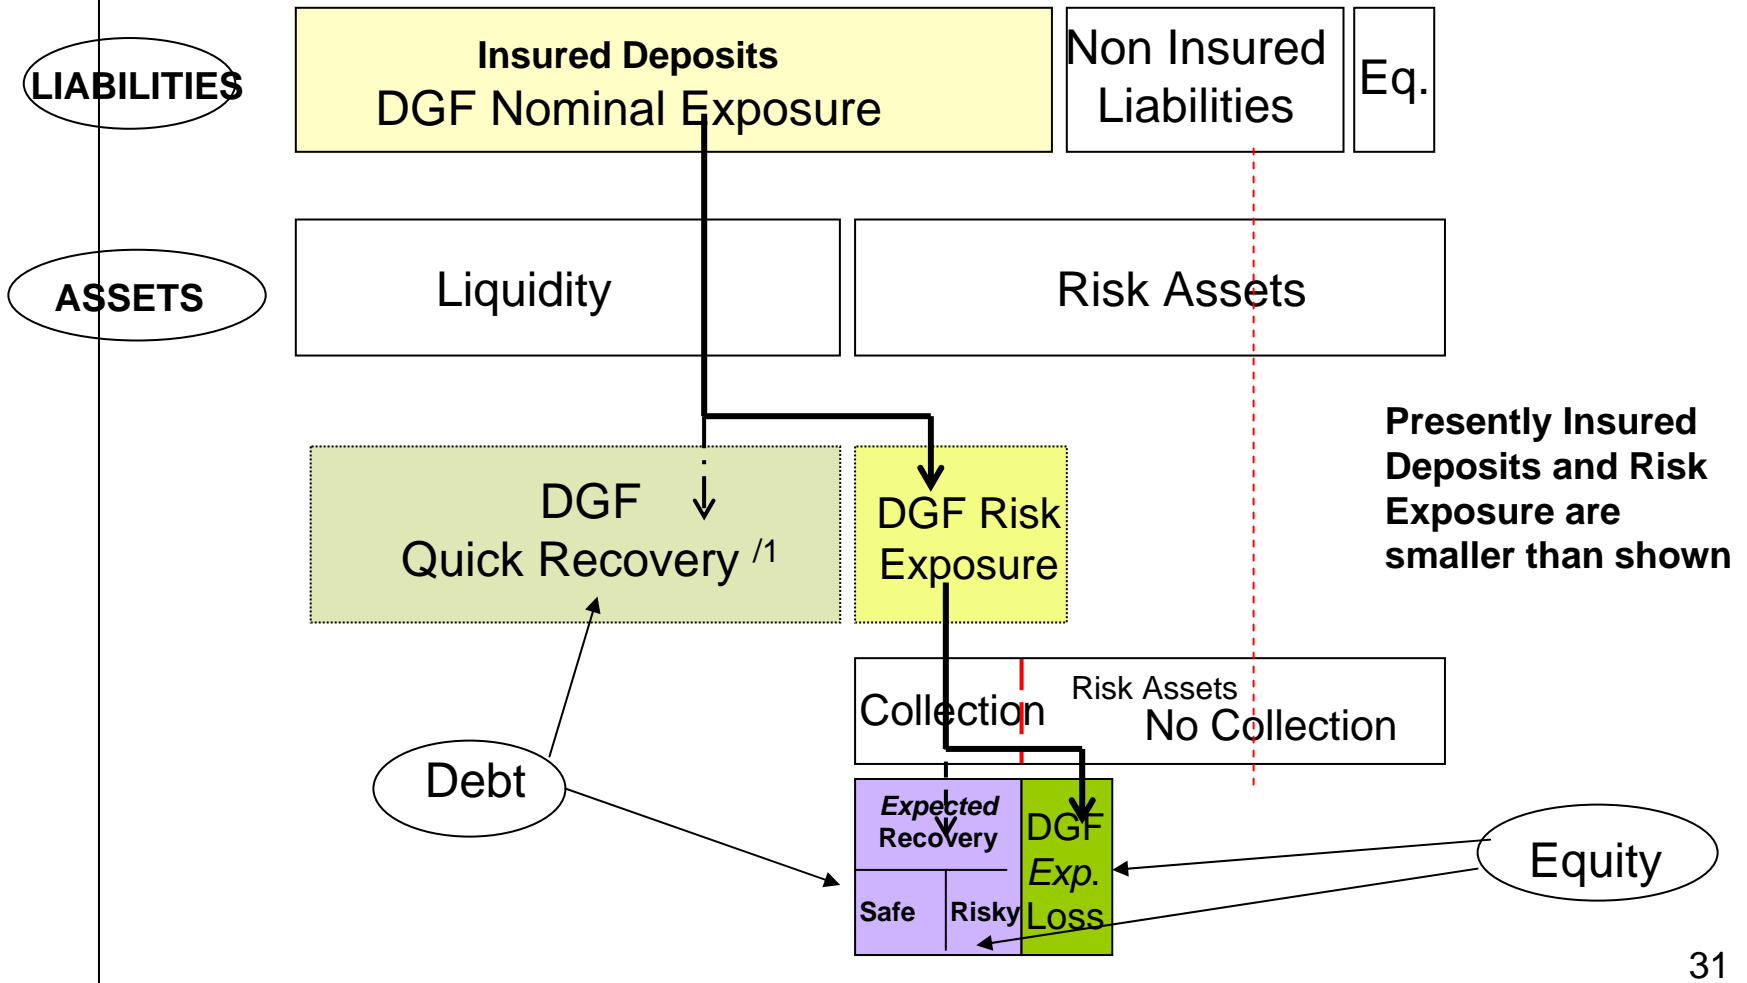 LIABILITIES
Insured Deposits
DGF Nominal Exposure
Non Insured
Liabilities
Eq.
ASSETS
Liquidity
Risk Assets
Presently Insured
Deposits and Risk
Exposure are
smaller than shown
DGF
Quick Recovery /1
DGF Risk
Exposure
Collection
Risk Assets
No Collection
Debt
Expected
Recovery
Safe
Risky
DGF
Exp.
Loss
Equity
31